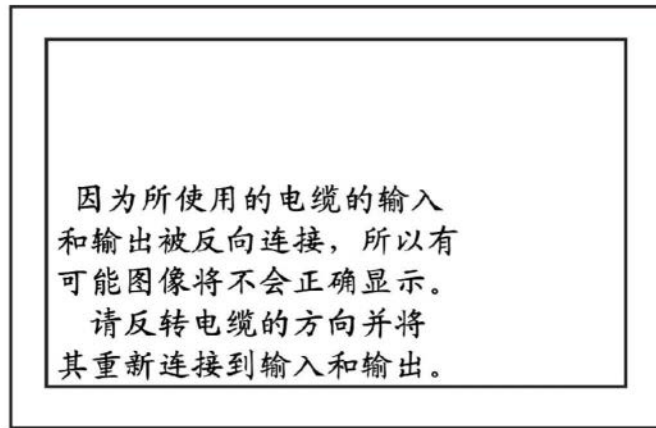 因为所使用的电缆的输入
和输出被反向连接，所以有
可能图像将不会正确显示。
请反转电缆的方向并将
其重新连接到输入和输出。